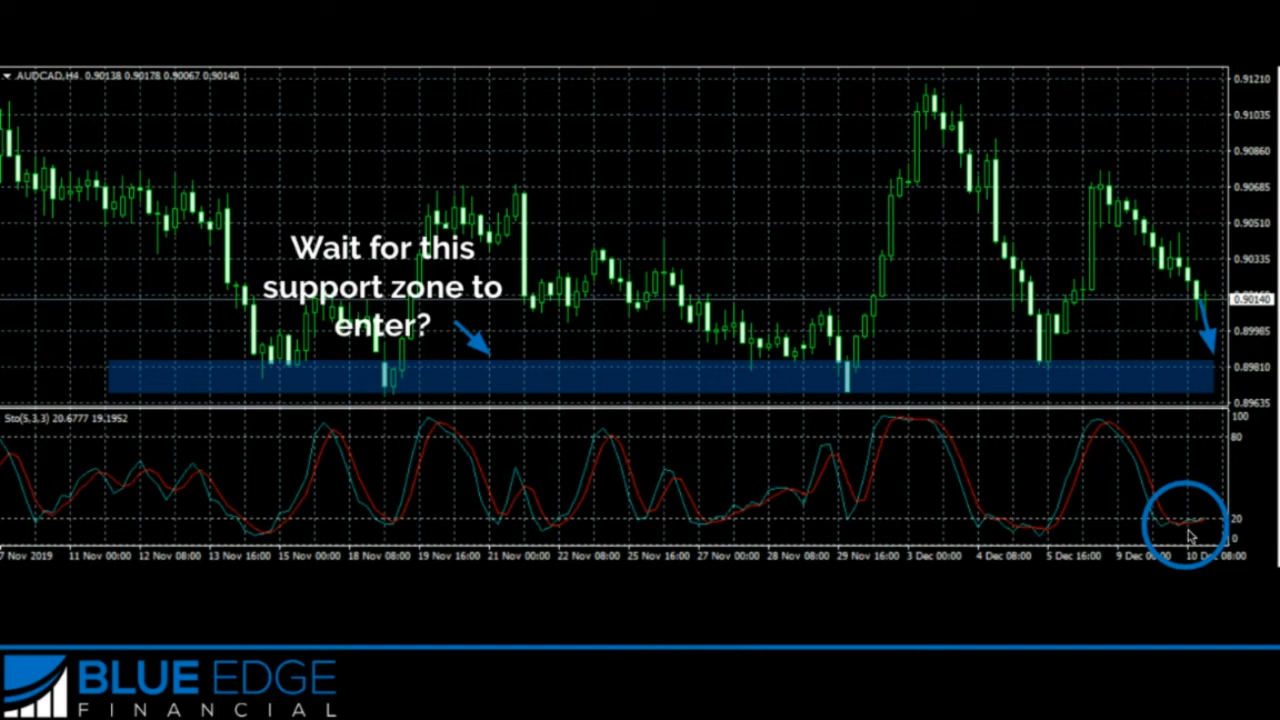 AUDCAD,H4 0.90138 0.90178 0.90067 0.90140
0.91210
0.91035
0.90860
0.90685
0.90510
0.90335
0.90140
0.89985
0.89810
0.89635
Wait for this
support zone to
enter?
Sto(5,3,3) 20.6777 19.1952
100
80
20
0
7 Nov 2019 11 Nov 00:00 12 Nov 08:00 13 Nov 16:00 15 Nov 00:00 18 Nov 08:00 19 Nov 16:00 21 Nov 00:00 22 Nov 08:00 25 Nov 16:00 27 Nov 00:00 28 Nov 08:00 29 Nov 16:00 3 Dec 00:00 4 Dec 08:00 5 Dec 16:00 9 Dec 00:00 10 Dec 08:00
BLUE EDGE
FINANCIAL